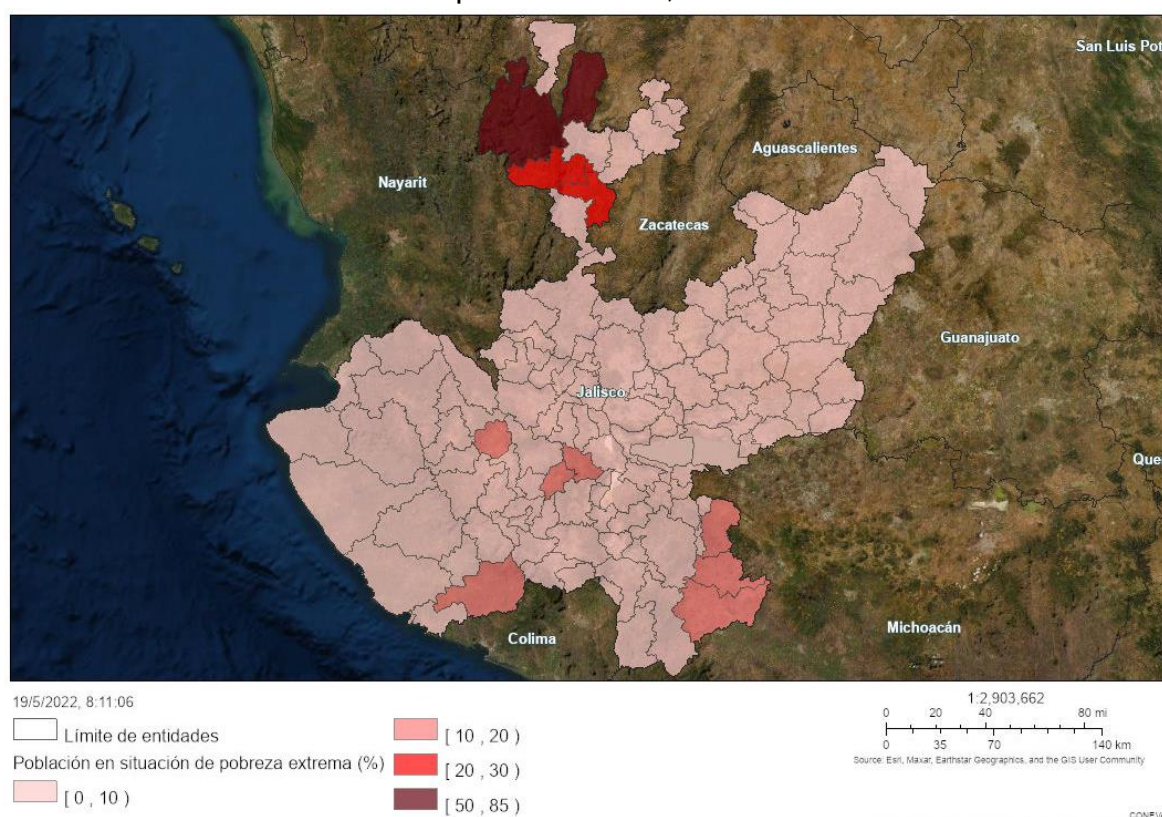 San Luis Pot
Aguascalientes
Nayarit
Zacatecas
Guanajuato
Jalisco
Que
Michoacán
Colima
19/5/2022, 8:11:06
Límite de entidades
Población en situación de pobreza extrema (%)
[ 0 , 10 )
[ 10 , 20 )
[ 20 , 30 )
[ 50 , 85 )
1:2,903,662
0 20 40 80 mi
0 35 70 140 km
Source: Esri, Maxar, Earthstar Geographics, and the GIS User Community
CONEV